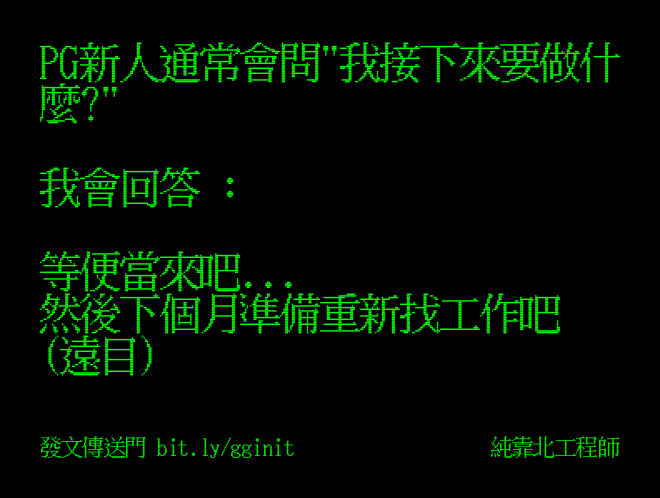 PG新人通常會問"我接下來要做什
麼?"
我會回答 :
等便當來吧...
然後下個月準備重新找工作吧
(遠目)
發文傳送門 bit.ly/gginit
純靠北工程師